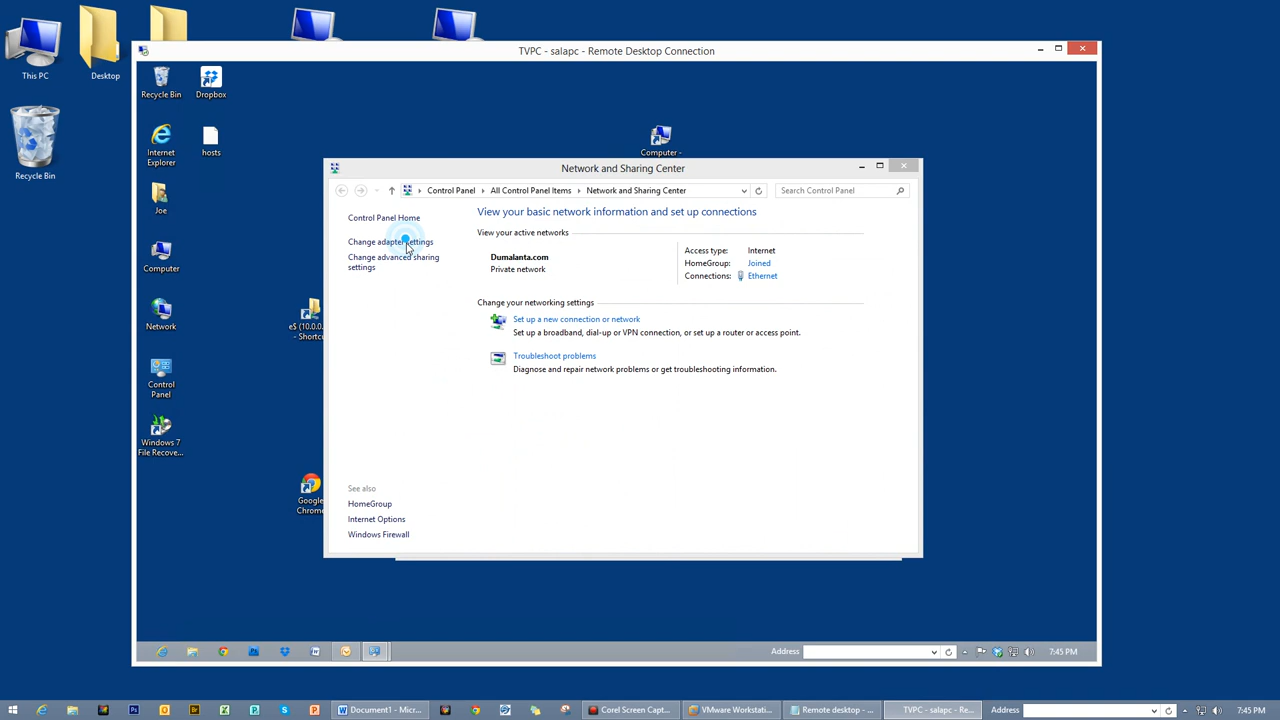 TVPC - salapc - Remote Desktop Connection
This PC
Desktop
Recycle Bin
Recycle Bin
Dropbox
Internet
Explorer
hosts
Computer -
Joe
Computer
Network
e$ (10.0.0.
- Shortc
Control
Panel
Windows 7
File Recove...
Google
Chrome
Network and Sharing Center
Control Panel
All Control Panel Items
Network and Sharing Center
Search Control Panel
Control Panel Home
Change adapter settings
Change advanced sharing
settings
View your basic network information and set up connections
View your active networks
Dumalanta.com
Private network
Access type: Internet
HomeGroup: Joined
Connections: Ethernet
Change your networking settings
Set up a new connection or network
Set up a broadband, dial-up or VPN connection, or set up a router or access point.
Troubleshoot problems
Diagnose and repair network problems or get troubleshooting information.
See also
HomeGroup
Internet Options
Windows Firewall
Address
7:45 PM
Document1 - Micr...
Corel Screen Capt...
VMware Workstati...
Remote desktop - ...
TVPC - salapc - Re...
Address
7:45 PM